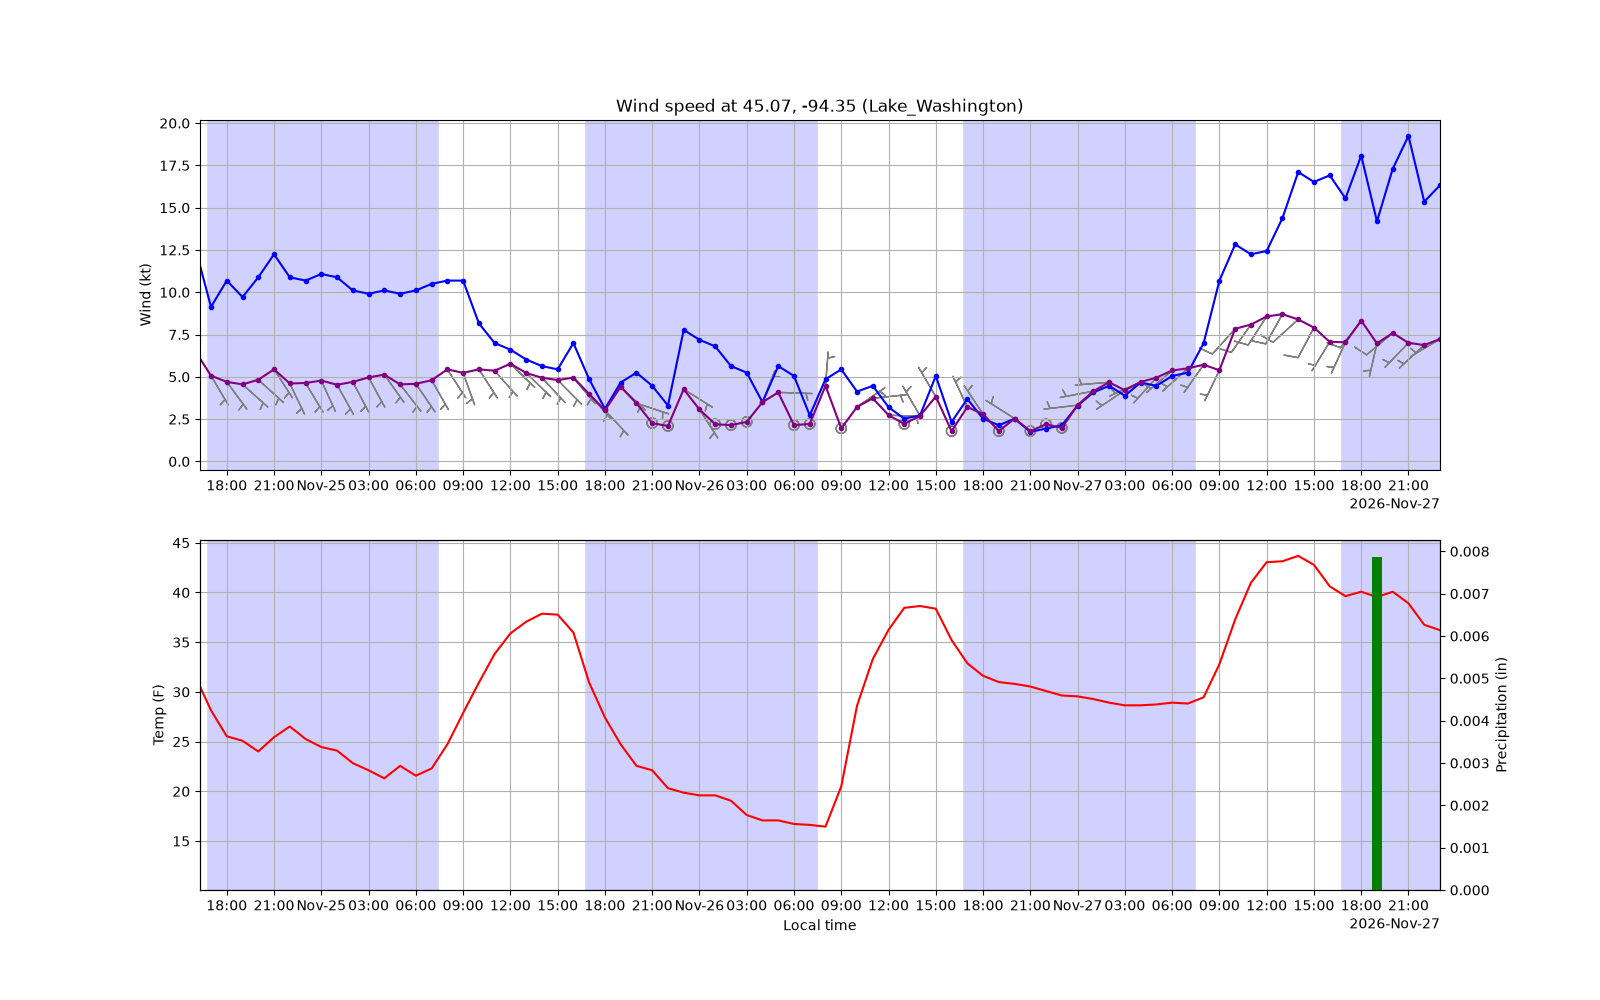 Wind speed at 45.07, -94.35 (Lake_Washington)
20.0
17.5
15.0
12.5
10.0
7.5
5.0
2.5
0.0
Wind (kt)
18:00 21:00 Nov-25 03:00 06:00 09:00 12:00 15:00 18:00 21:00 Nov-26 03:00 06:00 09:00 12:00 15:00 18:00 21:00 Nov-27 03:00 06:00 09:00 12:00 15:00 18:00 21:00
2026-Nov-27
45
40
35
30
25
20
15
Temp (F)
0.008
0.007
0.006
0.005
0.004
0.003
0.002
0.001
0.000
Precipitation (in)
18:00 21:00 Nov-25 03:00 06:00 09:00 12:00 15:00 18:00 21:00 Nov-26 03:00 06:00 09:00 12:00 15:00 18:00 21:00 Nov-27 03:00 06:00 09:00 12:00 15:00 18:00 21:00
Local time
2026-Nov-27